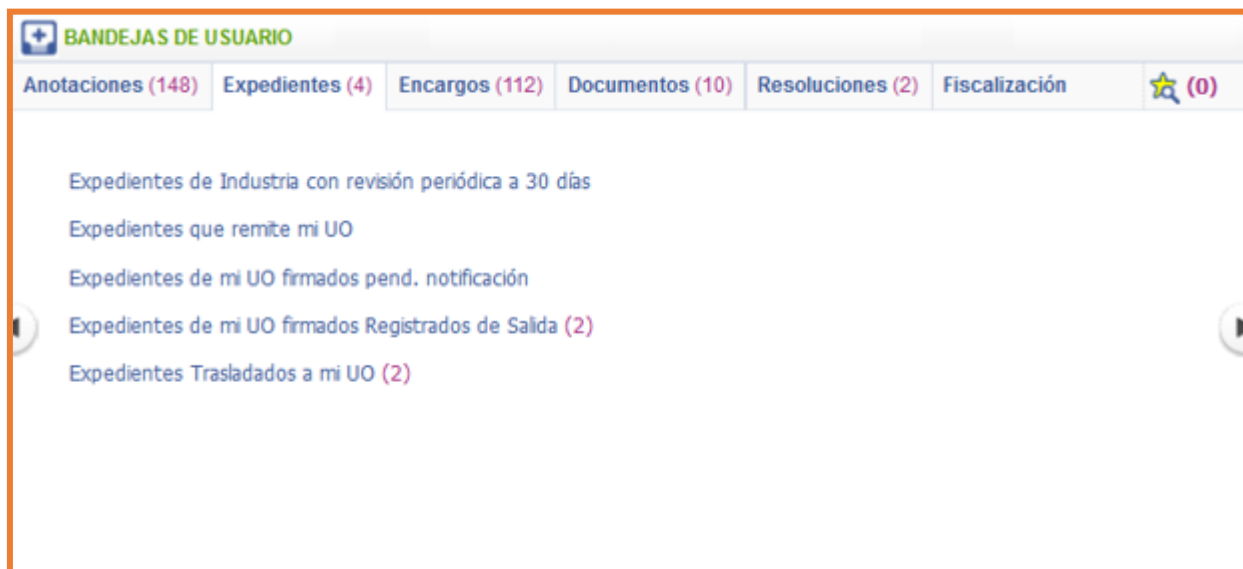 BANDEJAS DE USUARIO
Anotaciones (148) Expedientes (4) Encargos (112) Documentos (10) Resoluciones (2) Fiscalización (0)
Expedientes de Industria con revisión periódica a 30 días
Expedientes que remite mi UO
Expedientes de mi UO firmados pend. notificación
Expedientes de mi UO firmados Registrados de Salida (2)
Expedientes Trasladados a mi UO (2)